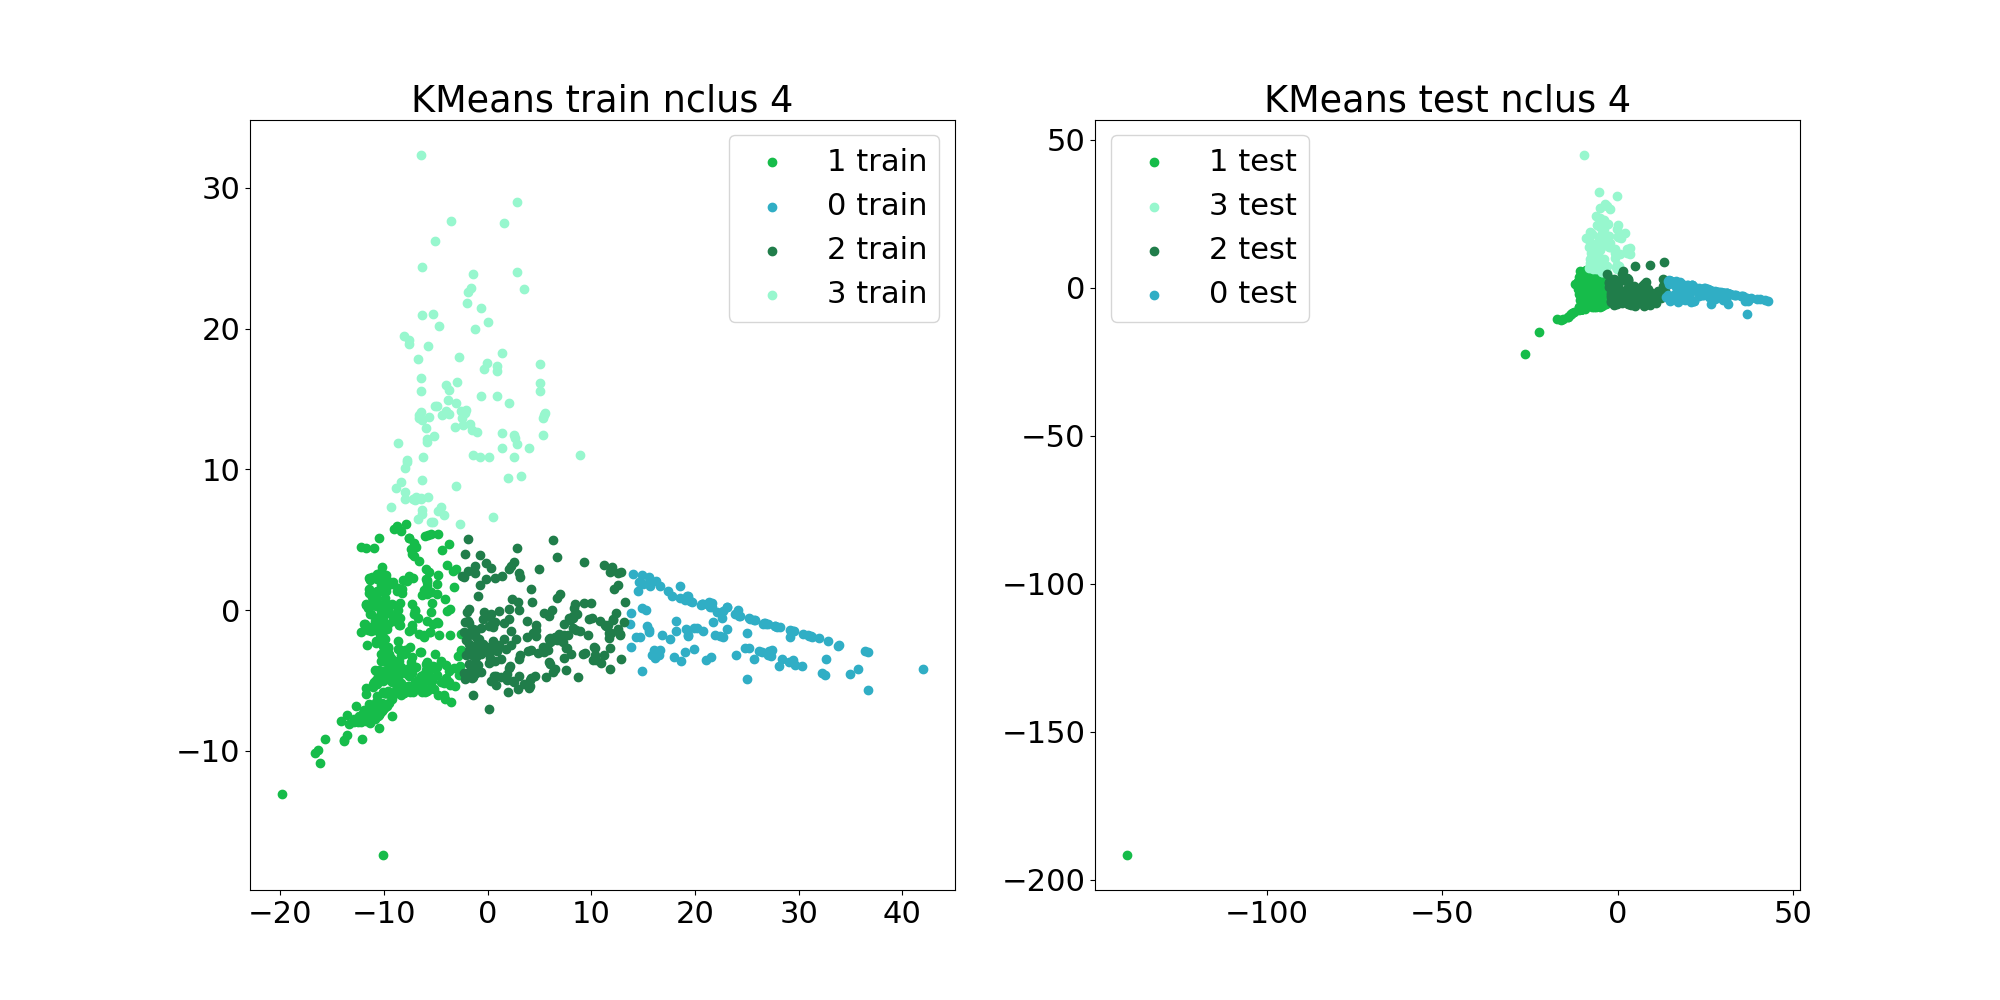 KMeans train nclus 4
1 train
0 train
2 train
3 train
30
20
10
0
−10
−20 −10 0 10 20 30 40
KMeans test nclus 4
1 test
3 test
2 test
0 test
50
0
−50
−100
−150
−200
−100 −50 0 50